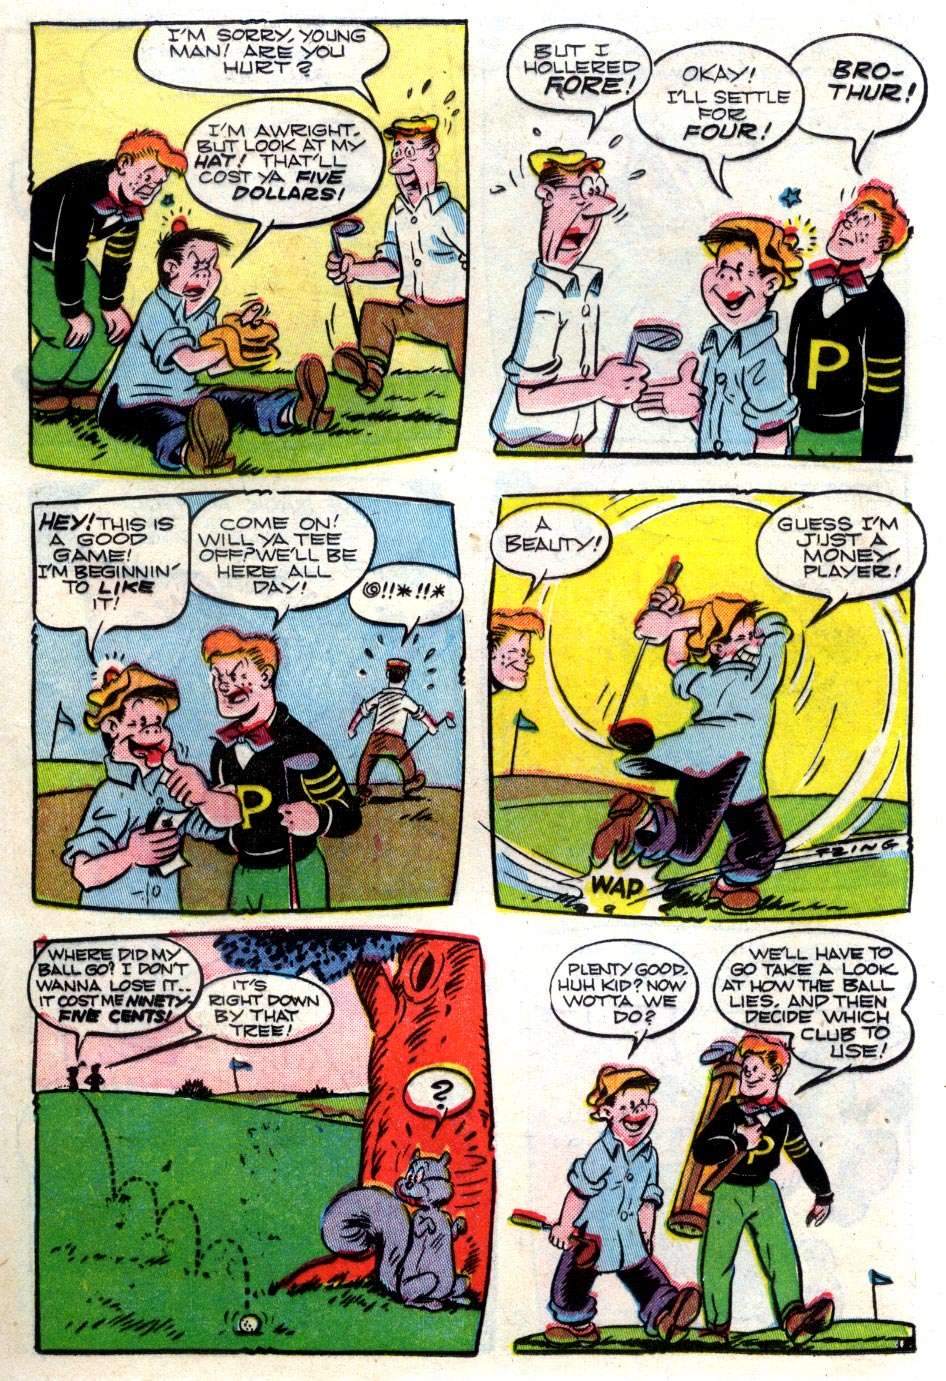 I'M SORRY, YOUNG
MAN! ARE YOU
HURT?
I'M AWRIGHT,
BUT LOOK AT MY
HAT! THAT'LL
COST YA FIVE
DOLLARS!
BUT I
HOLLERED
FORE!
OKAY!
I'LL SETTLE
FOR
FOUR!
BRO-
THUR!
P
HEY! THIS IS
A GOOD
GAME!
I'M BEGINNIN'
TO LIKE
IT!
COME ON!
WILL YA TEE
OFF? WE'LL BE
HERE ALL
DAY!
@!!*.!!*
P
10
A
BEAUTY!
GUESS I'M
JUST A
MONEY
PLAYER!
WAP
TZING
WHERE DID MY
BALL GO? I DON'T
WANNA LOSE IT..
IT COST ME NINETY-
FIVE CENTS!
IT'S
RIGHT DOWN
BY THAT
TREE!
?
PLENTY GOOD,
HUH KID? NOW
WOTTA WE
DO?
WE'LL HAVE TO
GO TAKE A LOOK
AT HOW THE BALL
LIES, AND THEN
DECIDE WHICH
CLUB TO
USE!
P